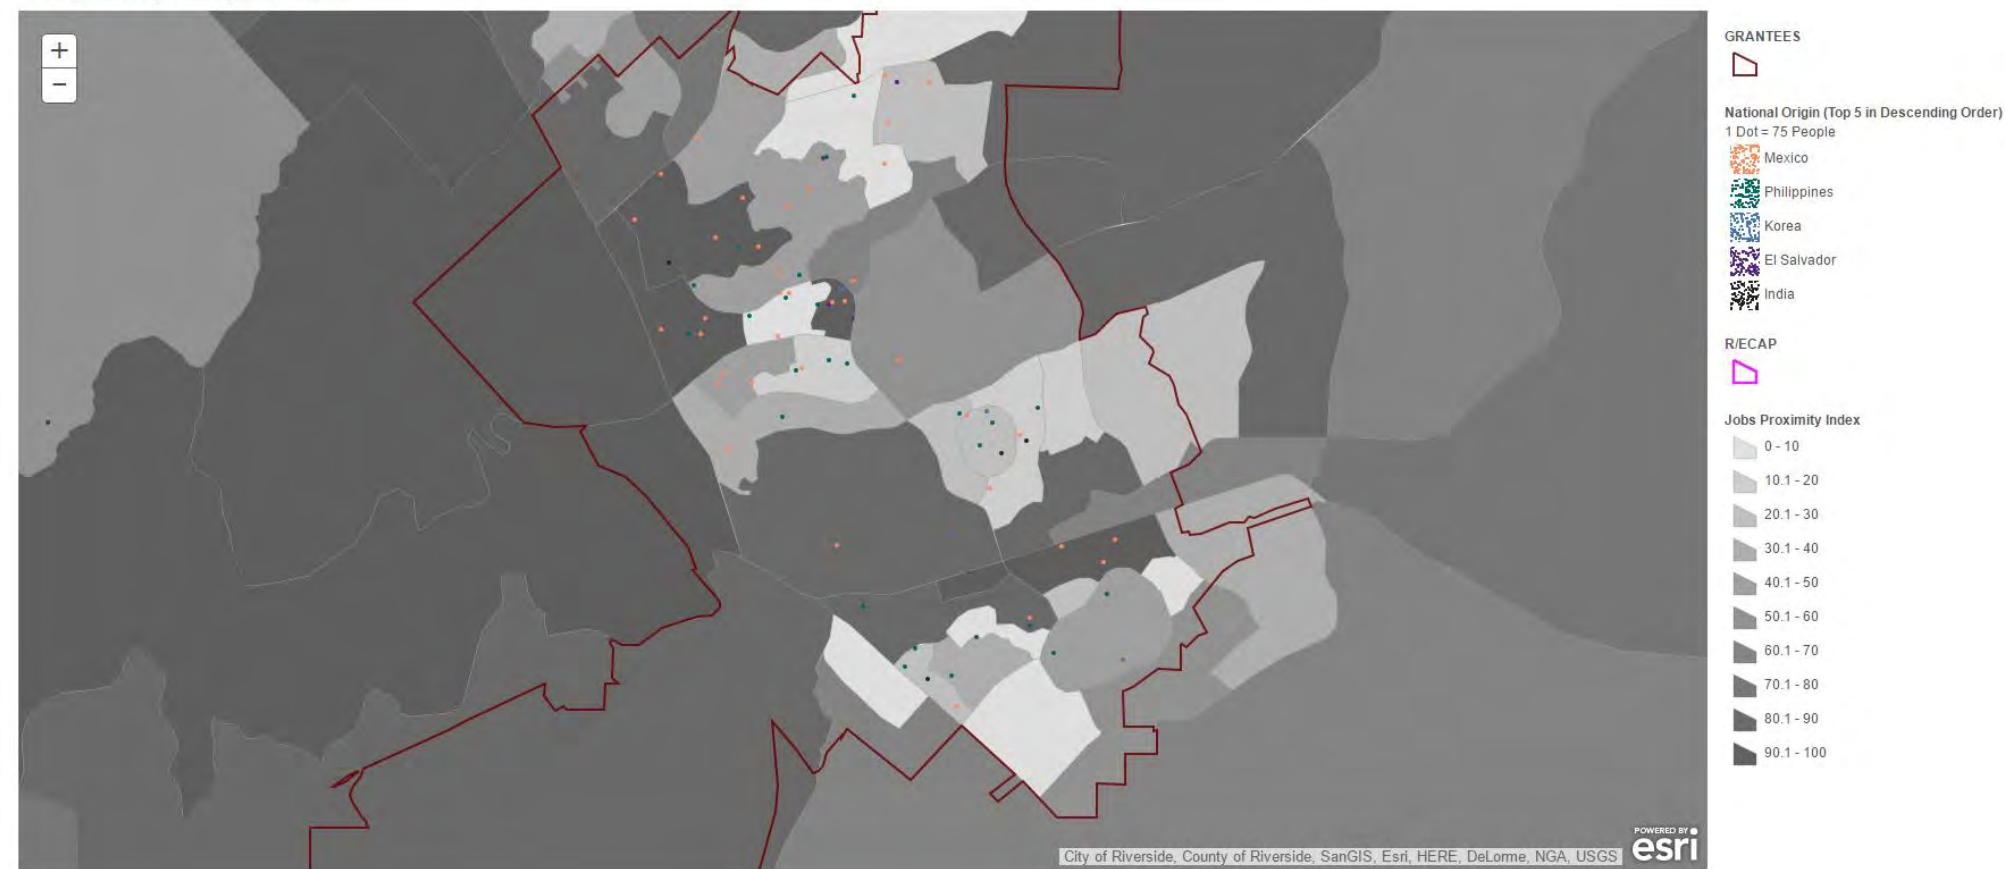 +
−
GRANTEES
National Origin (Top 5 in Descending Order)
1 Dot = 75 People
Mexico
Philippines
Korea
El Salvador
India
R/ECAP
Jobs Proximity Index
0 - 10
10.1 - 20
20.1 - 30
30.1 - 40
40.1 - 50
50.1 - 60
60.1 - 70
70.1 - 80
80.1 - 90
90.1 - 100
City of Riverside, County of Riverside, SanGIS, Esri, HERE, DeLorme, NGA, USGS
POWERED BY
esri